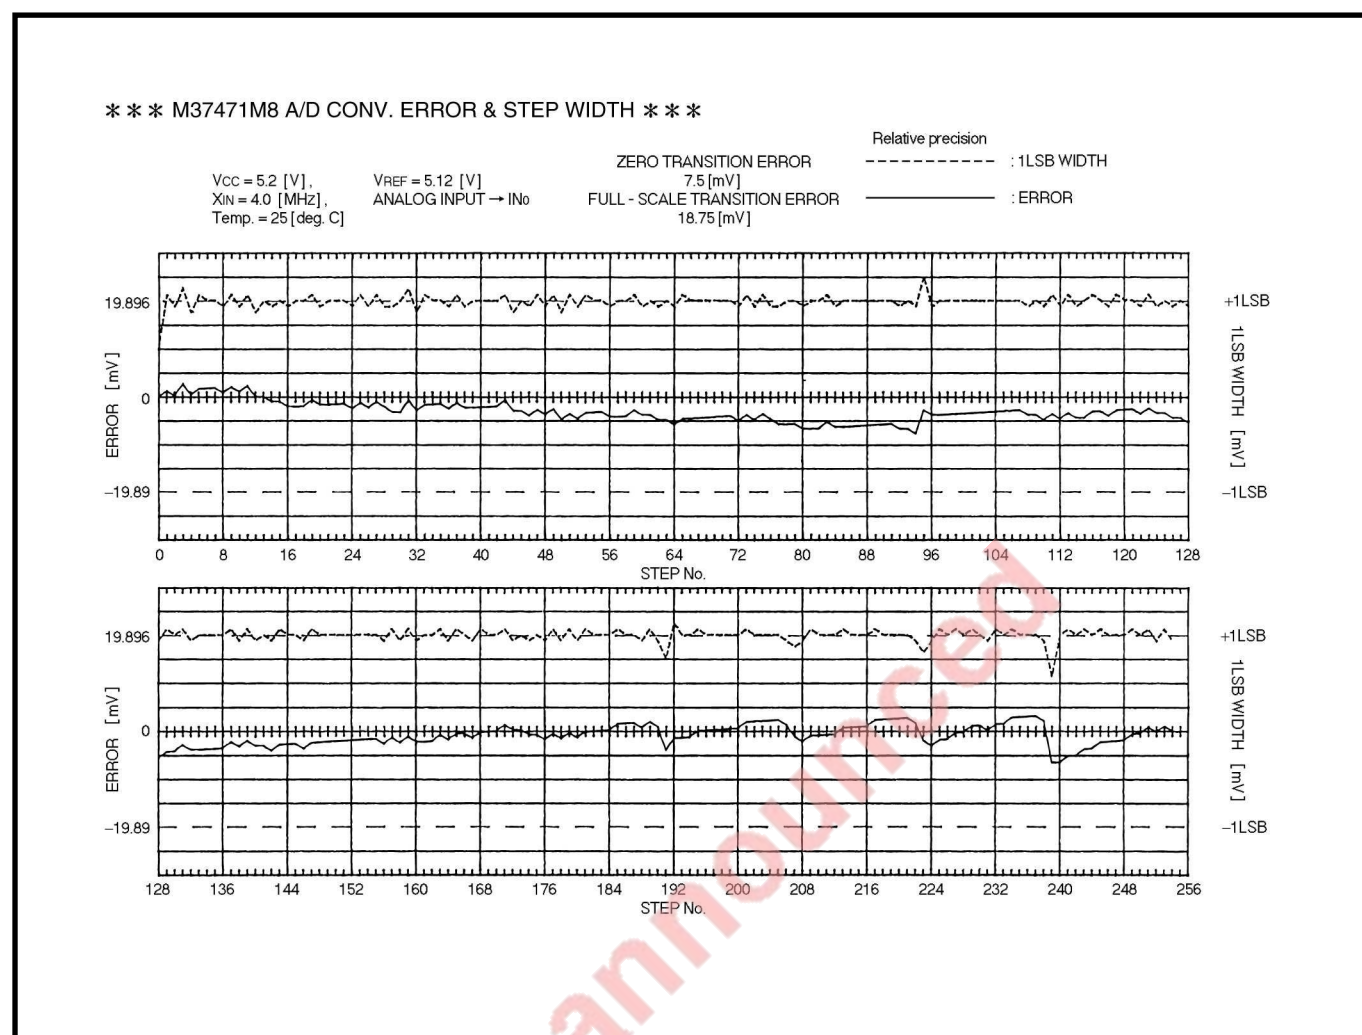 *** M37471M8 A/D CONV. ERROR & STEP WIDTH ***
Relative precision
VCC = 5.2 [V],
XIN = 4.0 [MHZ],
Temp. = 25 [deg. C]
VREF = 5.12 [V]
ANALOG INPUT → IN0
ZERO TRANSITION ERROR
7.5 [mV]
FULL - SCALE TRANSITION ERROR
18.75 [mV]
: 1LSB WIDTH
: ERROR
19.896
0
–19.89
ERROR [mV]
+1LSB
1LSB WIDTH [mV]
–1LSB
0 8 16 24 32 40 48 56 64 72 80 88 96 104 112 120 128
STEP No.
19.896
0
–19.89
ERROR [mV]
+1LSB
1LSB WIDTH [mV]
–1LSB
128 136 144 152 160 168 176 184 192 200 208 216 224 232 240 248 256
STEP No.
announced